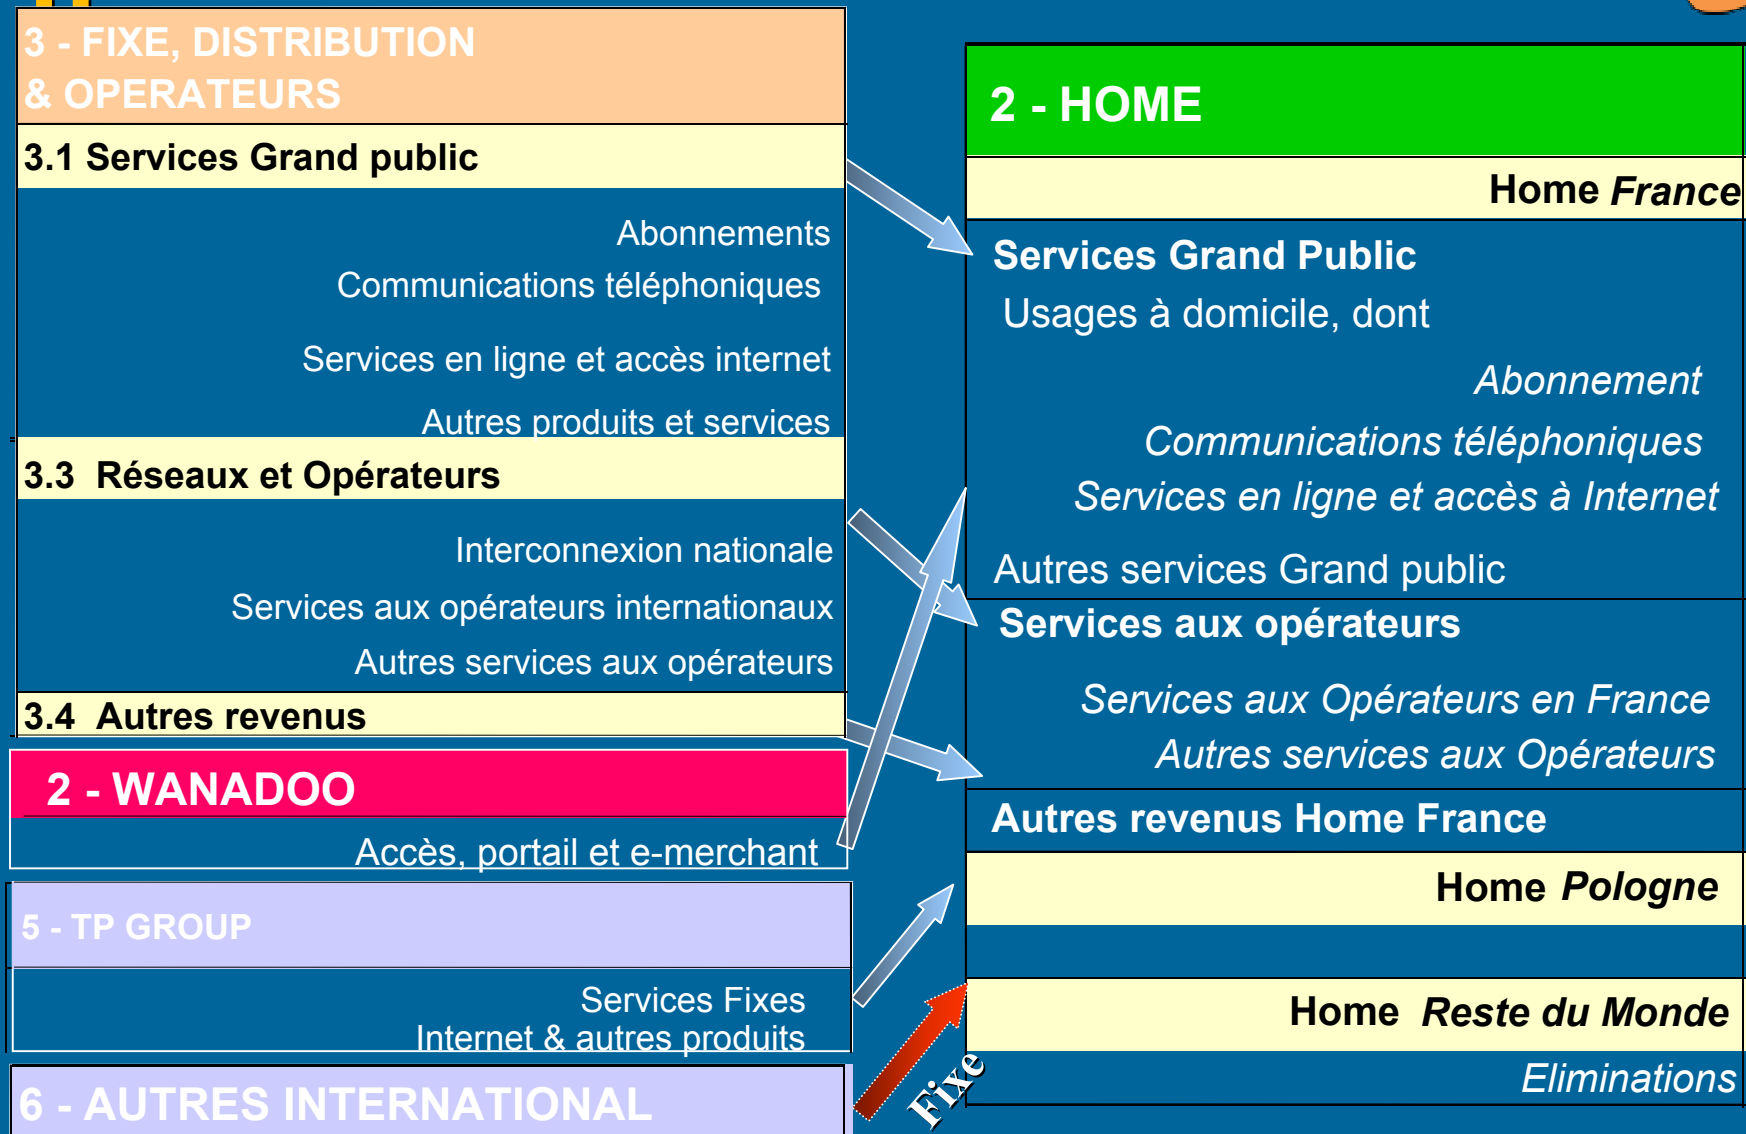 3 - FIXE, DISTRIBUTION
& OPERATEURS
3.1 Services Grand public
Abonnements
Communications téléphoniques
Services en ligne et accès internet
Autres produits et services
3.3 Réseaux et Opérateurs
Interconnexion nationale
Services aux opérateurs internationaux
Autres services aux opérateurs
3.4 Autres revenus
2 - WANADOO
Accès, portail et e-merchant
5 - TP GROUP
Services Fixes
Internet & autres produits
6 - AUTRES INTERNATIONAL
Fixe
2 - HOME
Home France
Services Grand Public
Usages à domicile, dont
Abonnement
Communications téléphoniques
Services en ligne et accès à Internet
Autres services Grand public
Services aux opérateurs
Services aux Opérateurs en France
Autres services aux Opérateurs
Autres revenus Home France
Home Pologne
Home Reste du Monde
Eliminations